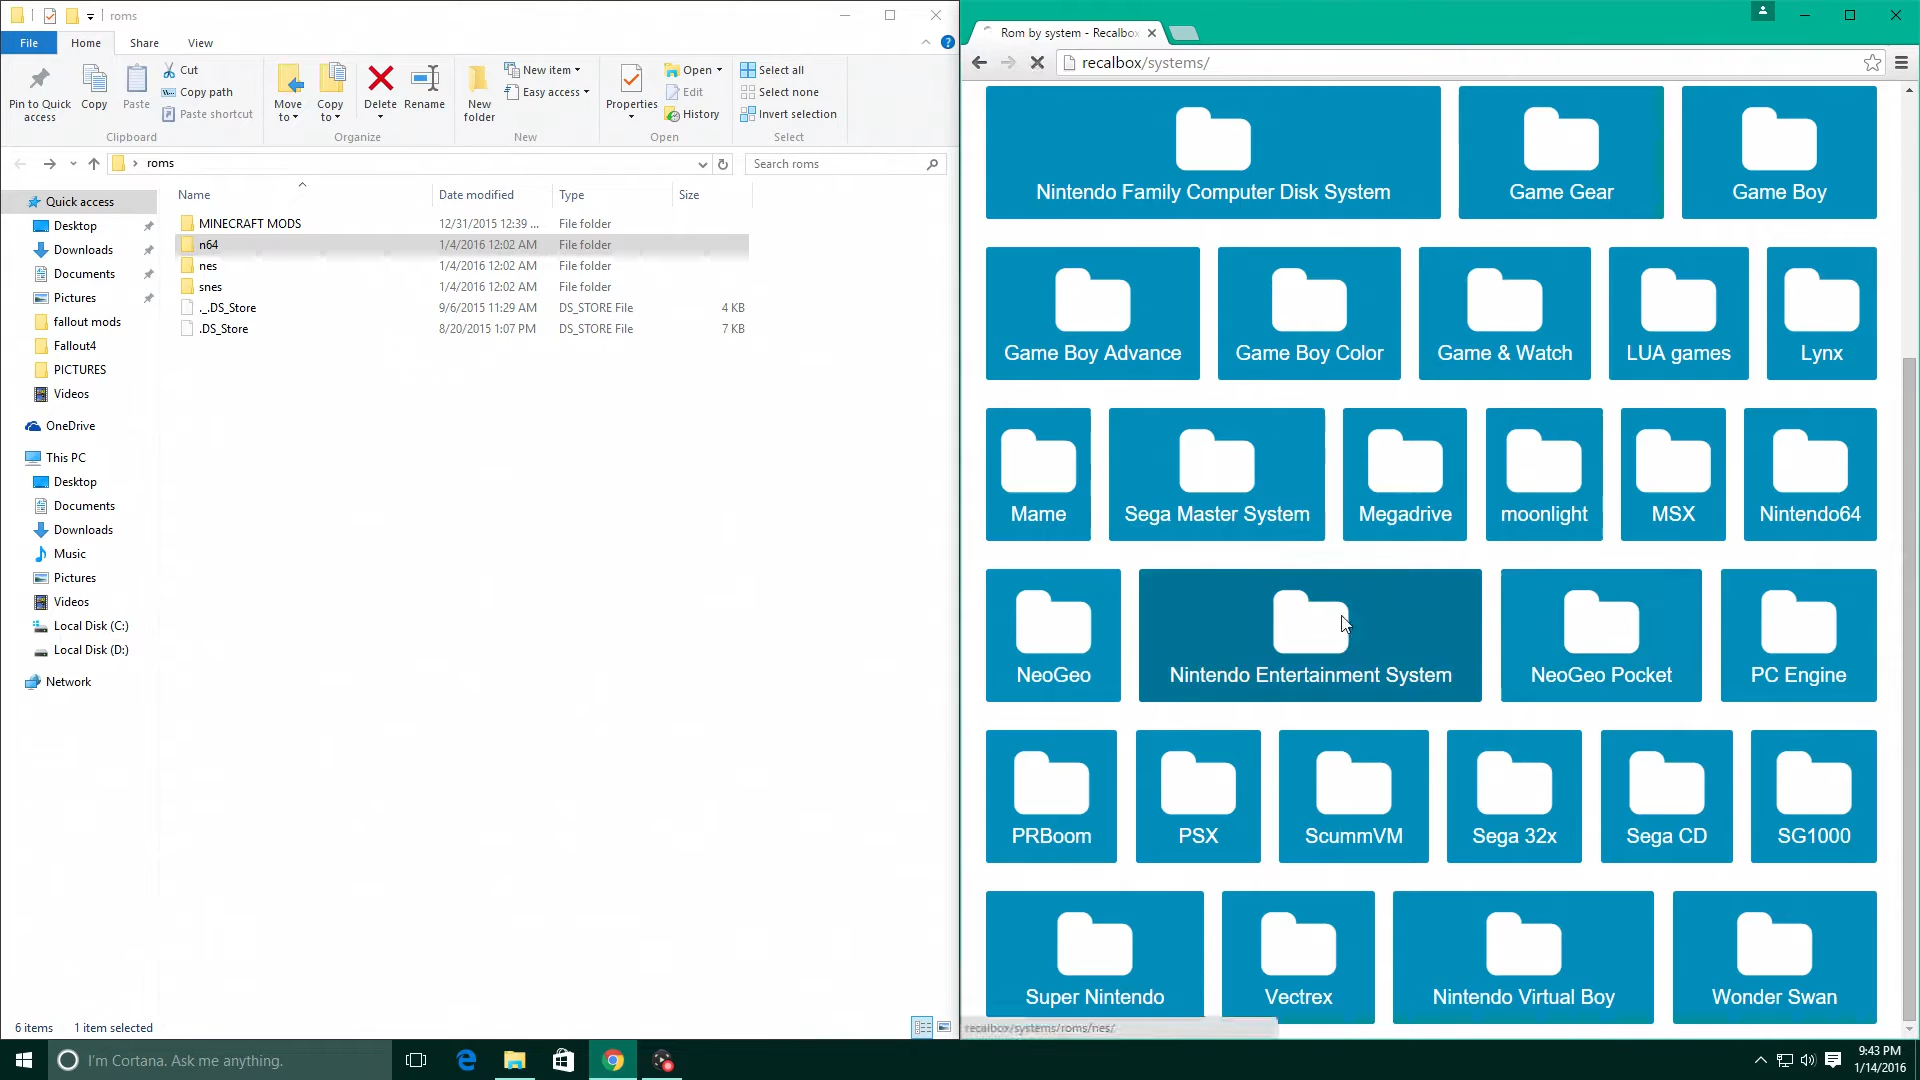 roms
File Home Share View
Pin to Quick access
Copy
Paste
Cut
Copy path
Paste shortcut
Clipboard
Move to
Copy to
Delete
Rename
Organize
New folder
New item
Easy access
New
Properties
Open
Edit
History
Open
Select all
Select none
Invert selection
Select
roms
Search roms
Name Date modified Type Size
MINECRAFT MODS 12/31/2015 12:39 ... File folder
n64 1/4/2016 12:02 AM File folder
nes 1/4/2016 12:02 AM File folder
snes 1/4/2016 12:02 AM File folder
._.DS_Store 9/6/2015 11:29 AM DS_STORE File 4 KB
.DS_Store 8/20/2015 1:07 PM DS_STORE File 7 KB
Quick access
Desktop
Downloads
Documents
Pictures
fallout mods
Fallout4
PICTURES
Videos
OneDrive
This PC
Desktop
Documents
Downloads
Music
Pictures
Videos
Local Disk (C:)
Local Disk (D:)
Network
6 items 1 item selected
Rom by system - Recalbox
recalbox/systems/
Nintendo Family Computer Disk System Game Gear Game Boy
Game Boy Advance Game Boy Color Game & Watch LUA games Lynx
Mame Sega Master System Megadrive moonlight MSX Nintendo64
NeoGeo Nintendo Entertainment System NeoGeo Pocket PC Engine
PRBoom PSX ScummVM Sega 32x Sega CD SG1000
Super Nintendo Vectrex Nintendo Virtual Boy Wonder Swan
recalbox/systems/roms/nes/
I'm Cortana. Ask me anything.
9:43 PM
1/14/2016